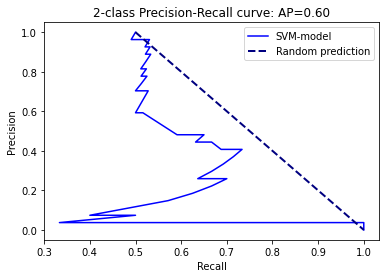 2-class Precision-Recall curve: AP=0.60
SVM-model
Random prediction
Precision
1.0
0.8
0.6
0.4
0.2
0.0
0.3 0.4 0.5 0.6 0.7 0.8 0.9 1.0
Recall